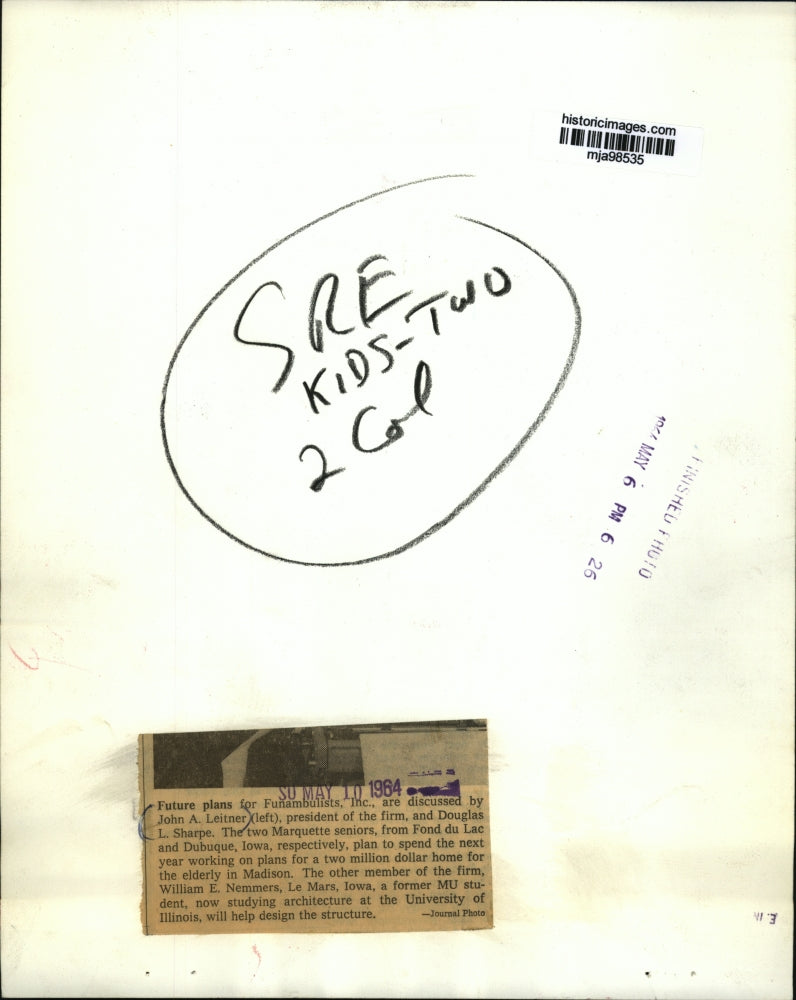 historicimages.com
mja98535
SRE
KIDS-TWO
2 Col
MAY 6 PM 6 26
FINISHED PHOTO
SU MAY 10 1964
Future plans for Funambulists, Inc., are discussed by
John A. Leitner (left), president of the firm, and Douglas
L. Sharpe. The two Marquette seniors, from Fond du Lac
and Dubuque, Iowa, respectively, plan to spend the next
year working on plans for a two million dollar home for
the elderly in Madison. The other member of the firm,
William E. Nemmers, Le Mars, Iowa, a former MU stu-
dent, now studying architecture at the University of
Illinois, will help design the structure. —Journal Photo